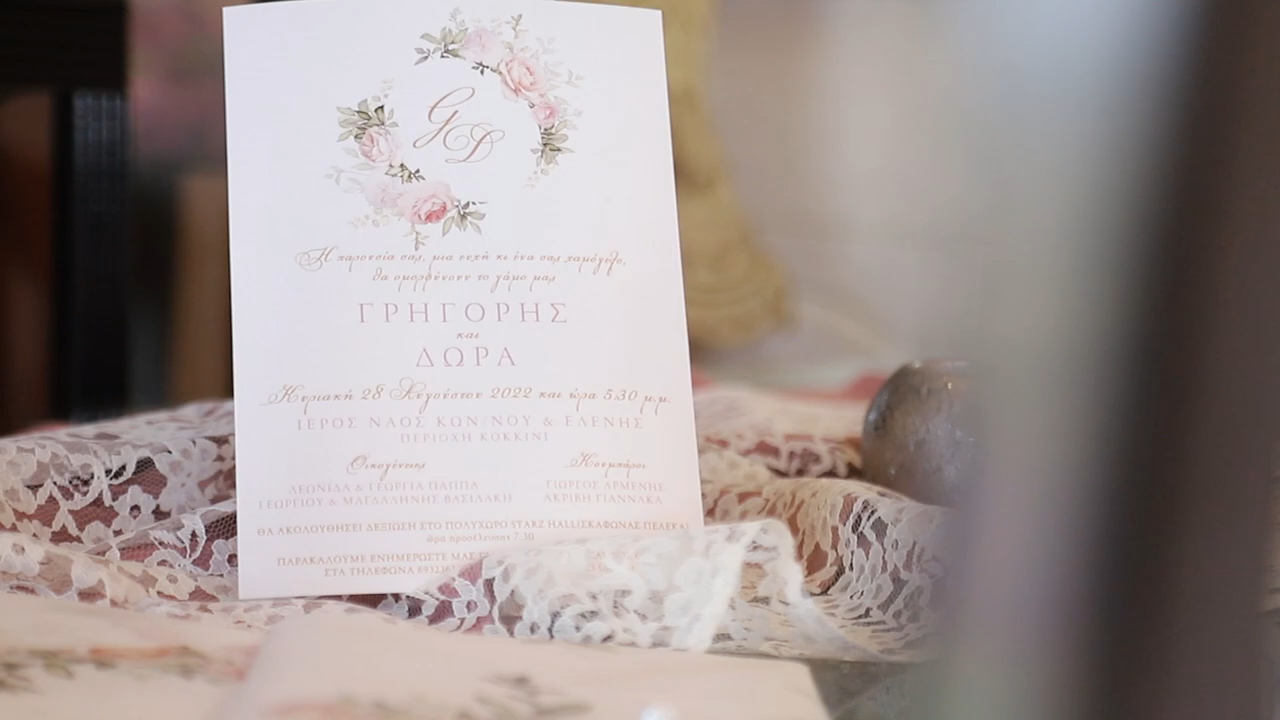 G
D
Η παρουσία σας, μια ευχή κι ένα σας χαμόγελο,
θα ομορφύνουν το γάμο μας
ΓΡΗΓΟΡΗΣ
και
ΔΩΡΑ
Κυριακή 28 Αυγούστου 2022 και ώρα 5:30 μ.μ.
ΙΕΡΟΣ ΝΑΟΣ ΚΩΝ/ΝΟΥ & ΕΛΕΝΗΣ
ΠΕΡΙΟΧΗ ΚΟΚΚΙΝΙ
Οικογένειες
ΛΕΩΝΙΔΑ & ΓΕΩΡΓΙΑ ΠΑΠΠΑ
ΓΕΩΡΓΙΟΥ & ΜΑΓΔΑΛΗΝΗΣ ΒΑΣΙΛΑΚΗ
Κουμπάροι
ΓΙΩΡΓΟΣ ΑΡΜΕΝΗΣ
ΑΚΡΙΒΗ ΓΙΑΝΝΑΚΑ
ΘΑ ΑΚΟΛΟΥΘΗΣΕΙ ΔΕΞΙΩΣΗ ΣΤΟ ΠΟΛΥΧΩΡΟ STARZ HALL(ΣΚΑΦΩΝΑΣ ΠΕΛΕΚΑ
ώρα προσέλευσης 7:30
ΠΑΡΑΚΑΛΟΥΜΕ ΕΝΗΜΕΡΩΣΤΕ ΜΑΣ
ΣΤΑ ΤΗΛΕΦΩΝΑ